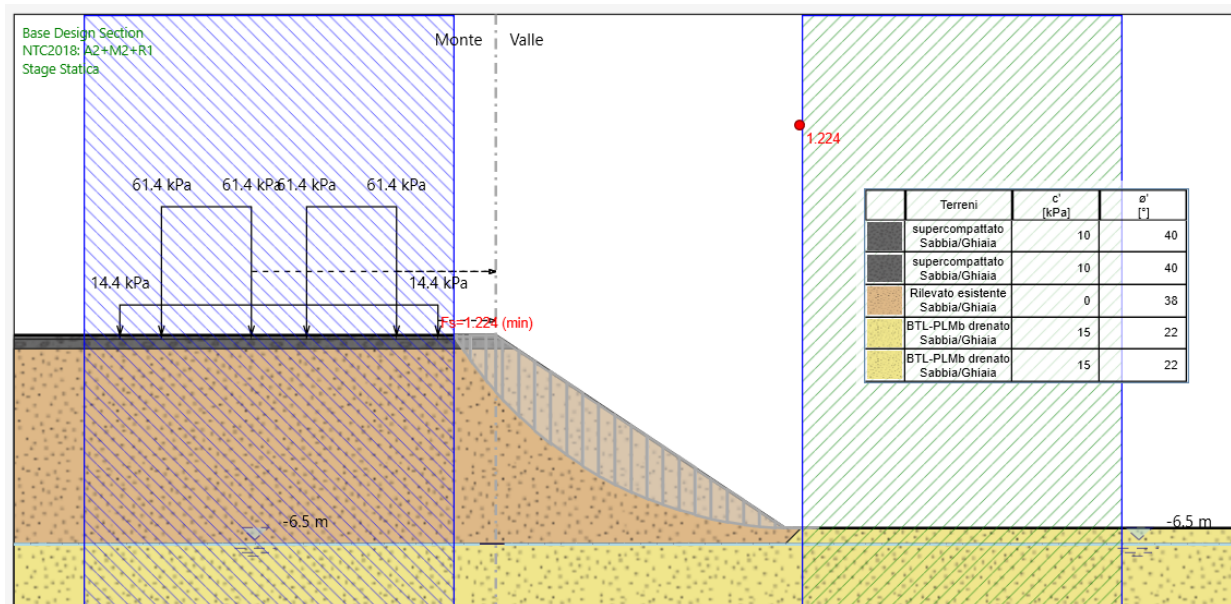 Base Design Section
NTC2018: A2+M2+R1
Stage Statica
Monte
Valle
1.224
61.4 kPa
61.4 kPa
61.4 kPa
61.4 kPa
14.4 kPa
14.4 kPa
Fs=1.224 (min)
Terreni c' [kPa] ø' [°]
supercompattato Sabbia/Ghiaia 10 40
supercompattato Sabbia/Ghiaia 10 40
Rilevato esistente Sabbia/Ghiaia 0 38
BTL-PLMb drenato Sabbia/Ghiaia 15 22
BTL-PLMb drenato Sabbia/Ghiaia 15 22
-6.5 m
-6.5 m